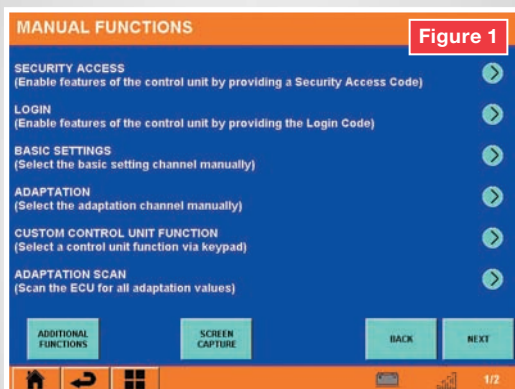 MANUAL FUNCTIONS
Figure 1
SECURITY ACCESS
(Enable features of the control unit by providing a Security Access Code)
LOGIN
(Enable features of the control unit by providing the Login Code)
BASIC SETTINGS
(Select the basic setting channel manually)
ADAPTATION
(Select the adaptation channel manually)
CUSTOM CONTROL UNIT FUNCTION
(Select a control unit function via keypad)
ADAPTATION SCAN
(Scan the ECU for all adaptation values)
ADDITIONAL
FUNCTIONS
SCREEN
CAPTURE
BACK
NEXT
1/2